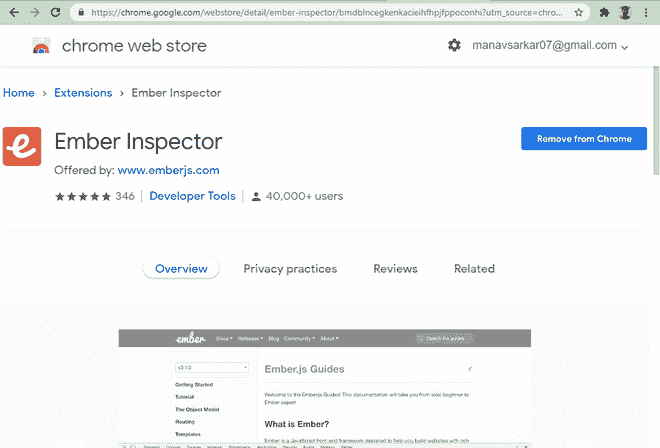 https://chrome.google.com/webstore/detail/ember-inspector/bmdblncegkenkacieihfhpjfppoconhi?utm_source=chro...
chrome web store
manavsarkar07@gmail.com
Home > Extensions > Ember Inspector
Ember Inspector
Remove from Chrome
Offered by: www.emberjs.com
346 Developer Tools 40,000+ users
Overview Privacy practices Reviews Related
ember Docs Releases Blog Community About Search the guides
v3.1.0
Ember.js Guides
Getting Started
Tutorial
Welcome to the Ember.js Guides! This documentation will take you from total beginner to
The Object Model
Ember expert.
Routing
What is Ember?
Templates
Ember is a JavaScript front-end framework designed to help you build websites with rich